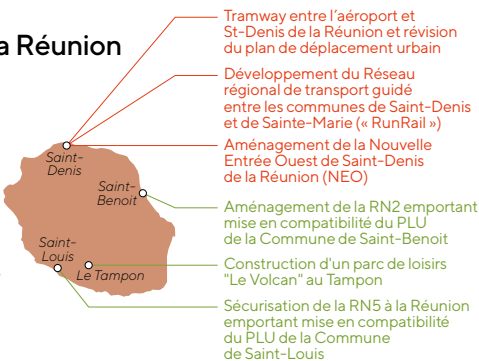 a Réunion
Tramway entre l'aéroport et
St-Denis de la Réunion et révision
du plan de déplacement urbain
Développement du Réseau
régional de transport guidé
entre les communes de Saint-Denis
et de Sainte-Marie (« RunRail »)
Aménagement de la Nouvelle
Entrée Ouest de Saint-Denis
de la Réunion (NEO)
Aménagement de la RN2 emportant
mise en compatibilité du PLU
de la Commune de Saint-Benoit
Construction d'un parc de loisirs
"Le Volcan" au Tampon
Sécurisation de la RN5 à la Réunion
emportant mise en compatibilité
du PLU de la Commune
de Saint-Louis
Saint-
Denis
Saint-
Benoit
Saint-
Louis
Le Tampon